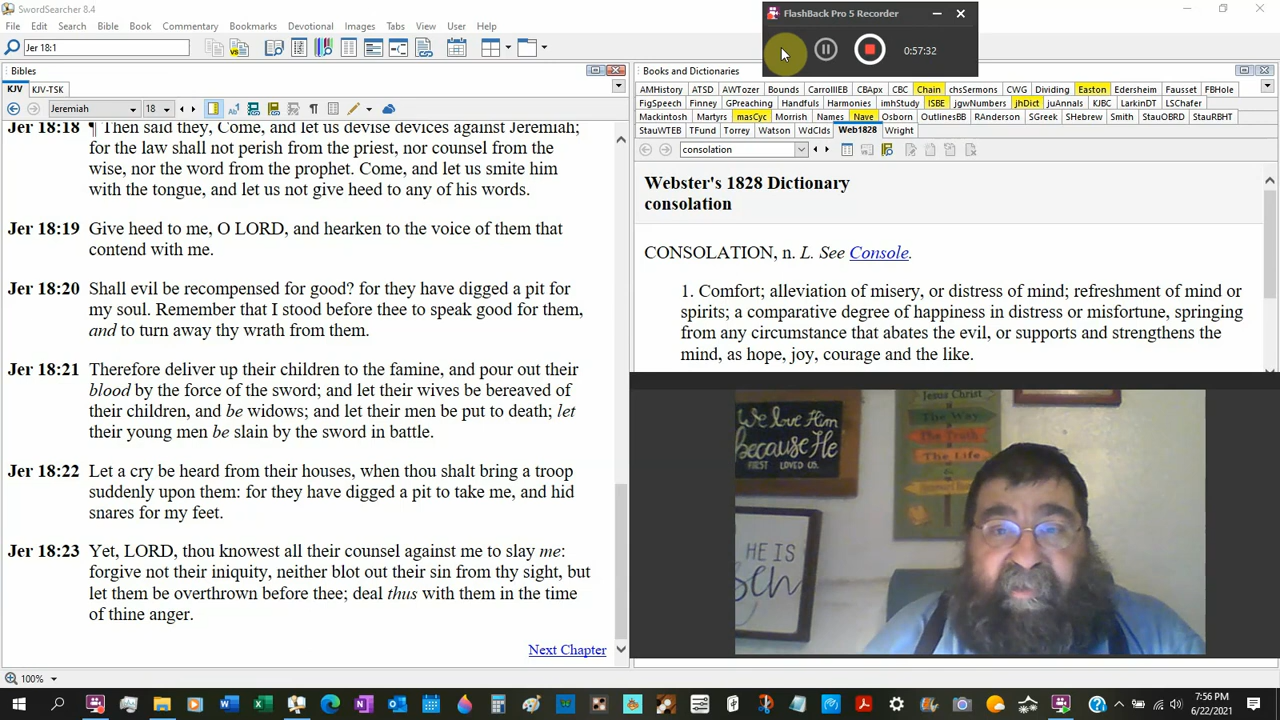 SwordSearcher 8.4
File Edit Search Bible Book Commentary Bookmarks Devotional Images Tabs View User Help
Jer 18:1
FlashBack Pro 5 Recorder
0:57:32
Bibles
KJV KJV-TSK
Jeremiah 18
Jer 18:18 ¶ Then said they, Come, and let us devise devices against Jeremiah;
for the law shall not perish from the priest, nor counsel from the
wise, nor the word from the prophet. Come, and let us smite him
with the tongue, and let us not give heed to any of his words.
Jer 18:19 Give heed to me, O LORD, and hearken to the voice of them that
contend with me.
Jer 18:20 Shall evil be recompensed for good? for they have digged a pit for
my soul. Remember that I stood before thee to speak good for them,
and to turn away thy wrath from them.
Jer 18:21 Therefore deliver up their children to the famine, and pour out their
blood by the force of the sword; and let their wives be bereaved of
their children, and be widows; and let their men be put to death; let
their young men be slain by the sword in battle.
Jer 18:22 Let a cry be heard from their houses, when thou shalt bring a troop
suddenly upon them: for they have digged a pit to take me, and hid
snares for my feet.
Jer 18:23 Yet, LORD, thou knowest all their counsel against me to slay me:
forgive not their iniquity, neither blot out their sin from thy sight, but
let them be overthrown before thee; deal thus with them in the time
of thine anger.
Next Chapter
100%
Books and Dictionaries
AMHistory ATSD AWTozer Bounds CarrollEB CBApx CBC Chain chsSermons CWG Dividing Easton Edersheim Fausset FBHole
FigSpeech Finney GPreaching Handfuls Harmonies imhStudy ISBE jgwNumbers jhDict juAnnals KJBC LarkinDT LSChafer
Mackintosh Martyrs masCyc Morrish Names Nave Osborn OutlinesBB RAnderson SGreek SHebrew Smith StauOBRD StauRBHT
StauWTEB TFund Torrey Watson WdClds Web1828 Wright
consolation
Webster's 1828 Dictionary
consolation
CONSOLATION, n. L. See Console.
1. Comfort; alleviation of misery, or distress of mind; refreshment of mind or
spirits; a comparative degree of happiness in distress or misfortune, springing
from any circumstance that abates the evil, or supports and strengthens the
mind, as hope, joy, courage and the like.
We love Him
because He
FIRST LOVED US.
Jesus Christ
The Way
The Truth
The Life
HE IS
7:56 PM
6/22/2021